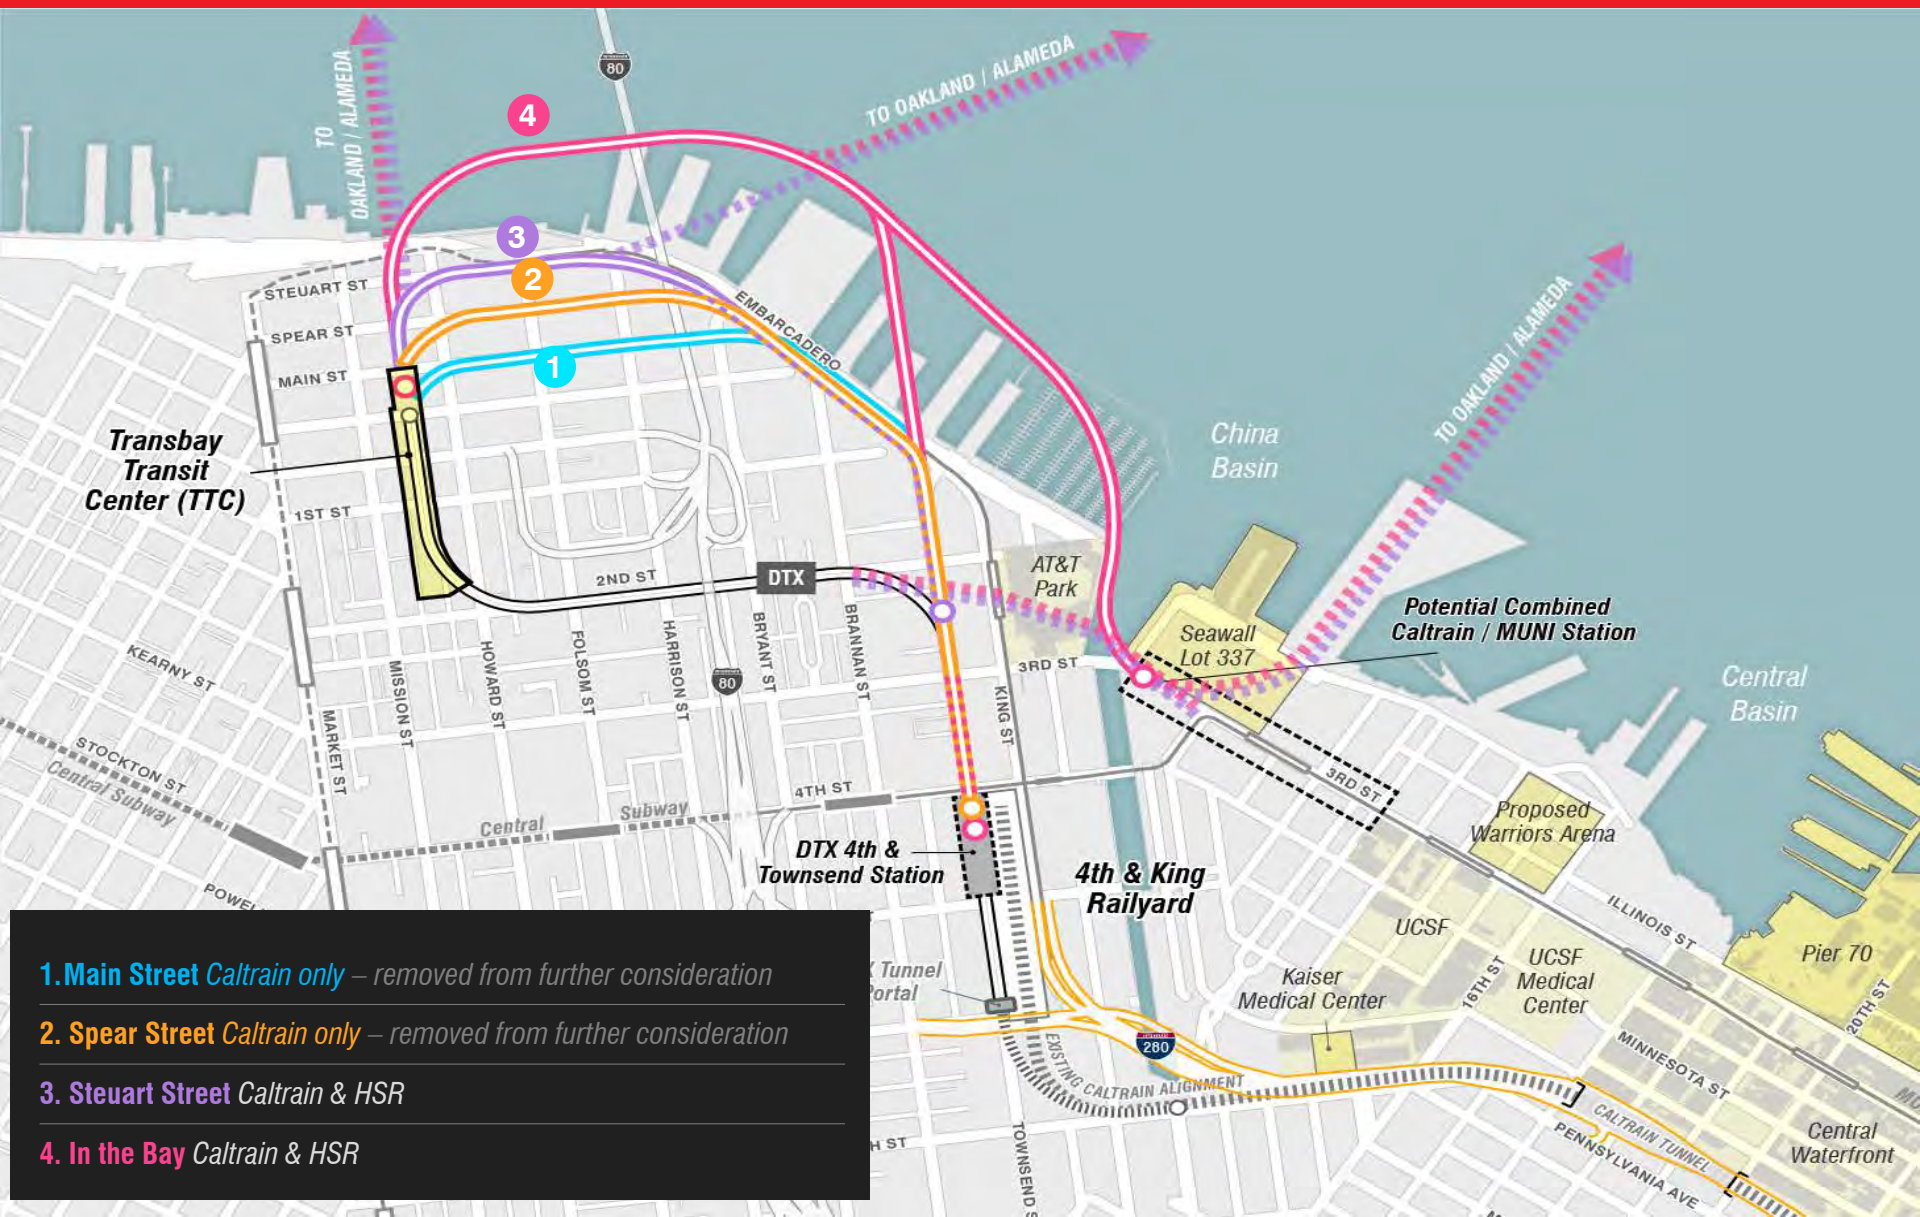 80
4
TO
OAKLAND / ALAMEDA
TO OAKLAND / ALAMEDA
3
2
1
STEUART ST
SPEAR ST
MAIN ST
EMBARCADERO
TO OAKLAND / ALAMEDA
China
Basin
Transbay
Transit
Center (TTC)
1ST ST
2ND ST
DTX
AT&T
Park
Seawall
Lot 337
Potential Combined
Caltrain / MUNI Station
Central
Basin
KEARNY ST
MARKET ST
MISSION ST
HOWARD ST
FOLSOM ST
HARRISON ST
80
BRYANT ST
BRANNAN ST
KING ST
3RD ST
STOCKTON ST
Central Subway
Central
Subway
4TH ST
3RD ST
Proposed
Warriors Arena
DTX 4th &
Townsend Station
4th & King
Railyard
UCSF
ILLINOIS ST
UCSF
Medical
Center
16TH ST
Pier 70
20TH ST
Kaiser
Medical Center
Tunnel
280
EXISTING CALTRAIN ALIGNMENT
MINNESOTA ST
CALTRAIN TUNNEL
PENNSYLVANIA AVE
Central
Waterfront
TOWNSEND
H ST
1. Main Street Caltrain only – removed from further consideration
2. Spear Street Caltrain only – removed from further consideration
3. Steuart Street Caltrain & HSR
4. In the Bay Caltrain & HSR